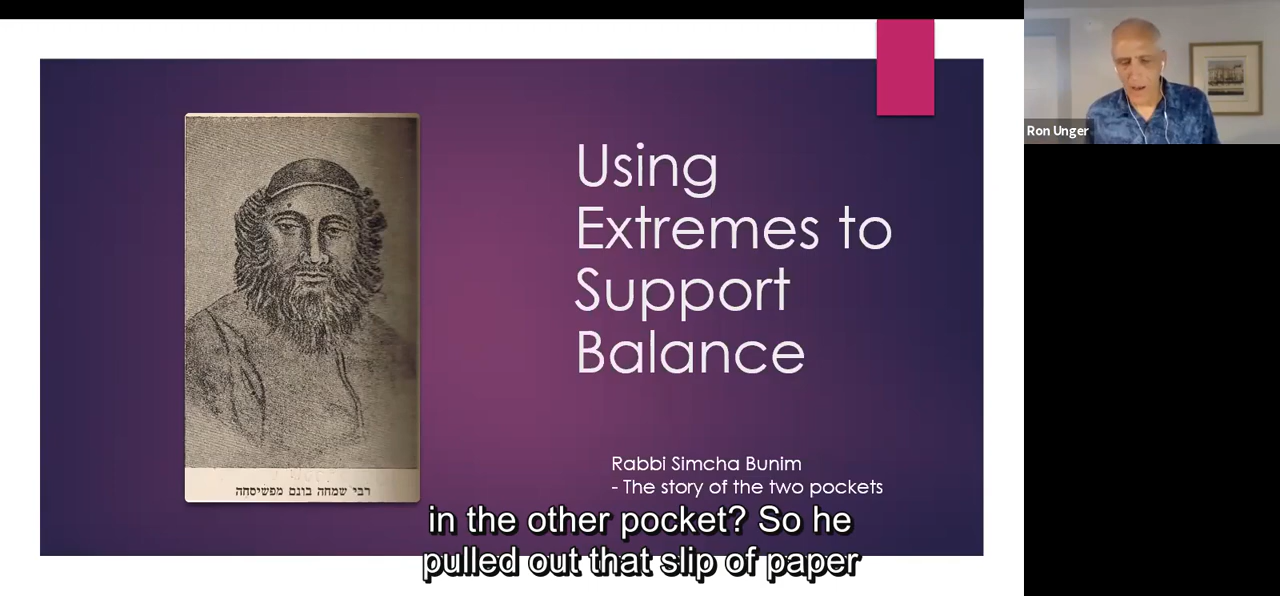 Using
Extremes to
Support
Balance
Rabbi Simcha Bunim
- The story of the two pockets
רבי שמחה בונם מפשיסחה
in the other pocket? So he
pulled out that slip of paper
Ron Unger